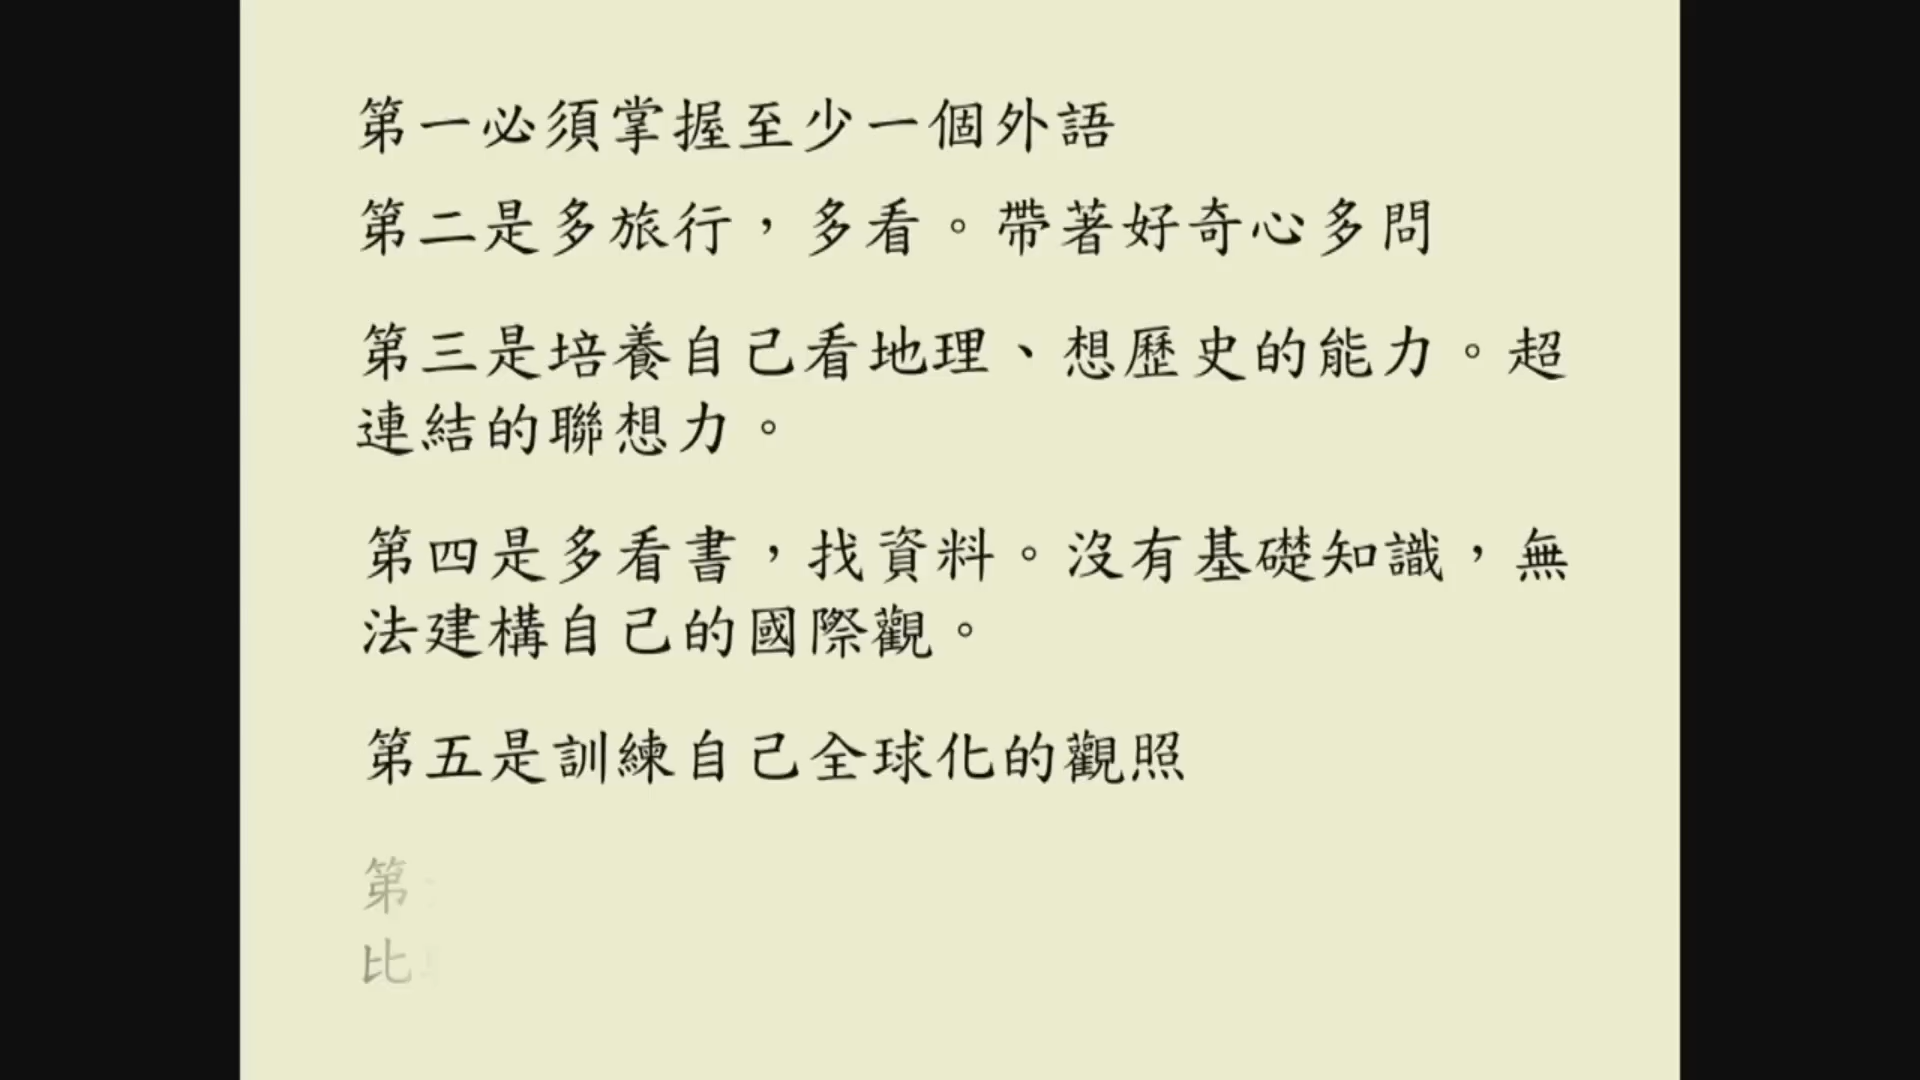 第一必須掌握至少一個外語
第二是多旅行，多看。帶著好奇心多問
第三是培養自己看地理、想歷史的能力。超
連結的聯想力。
第四是多看書，找資料。沒有基礎知識，無
法建構自己的國際觀。
第五是訓練自己全球化的觀照
第
比